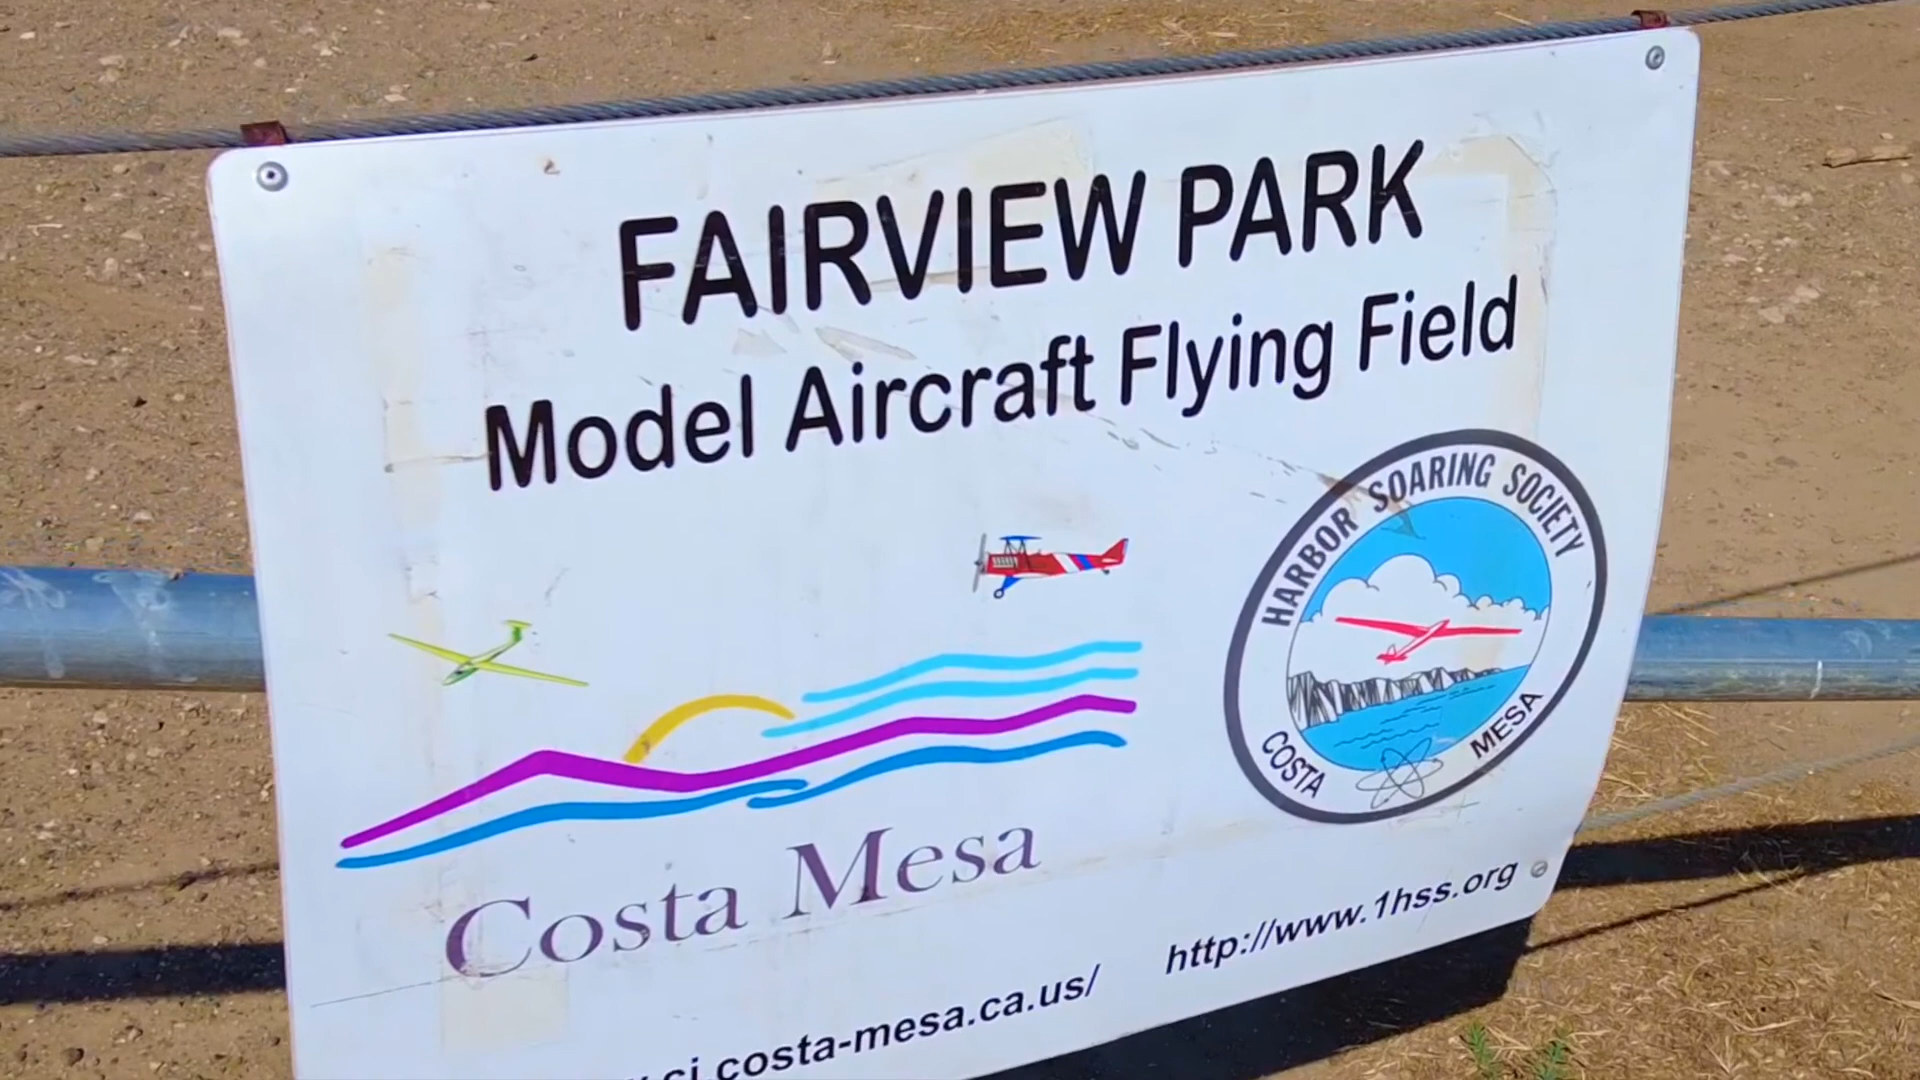 FAIRVIEW PARK
Model Aircraft Flying Field
HARBOR SOARING SOCIETY
COSTA MESA
Costa Mesa
.ci.costa-mesa.ca.us/
http://www.1hss.org